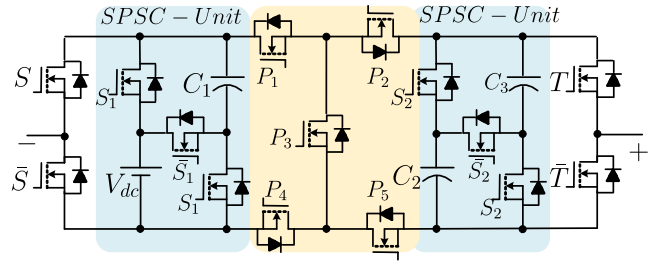 SPSC-Unit
SPSC-Unit
P₁
P₂
S
S₁
C₁
S₂
C₃
T
P₃
−
+
S̄₁
S̄₂
S̄
V_dc
S₁
P₄
P₅
C₂
S₂
T̄